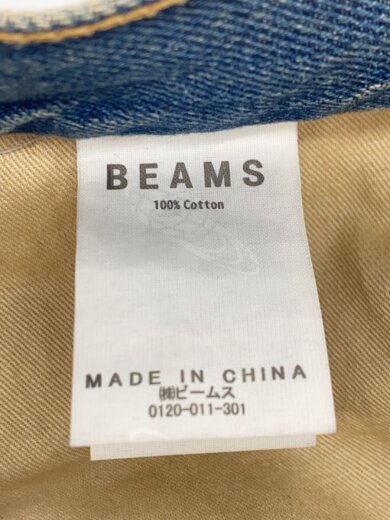 BEAMS
100% Cotton
MADE IN CHINA
㈱ビームス
0120-011-301